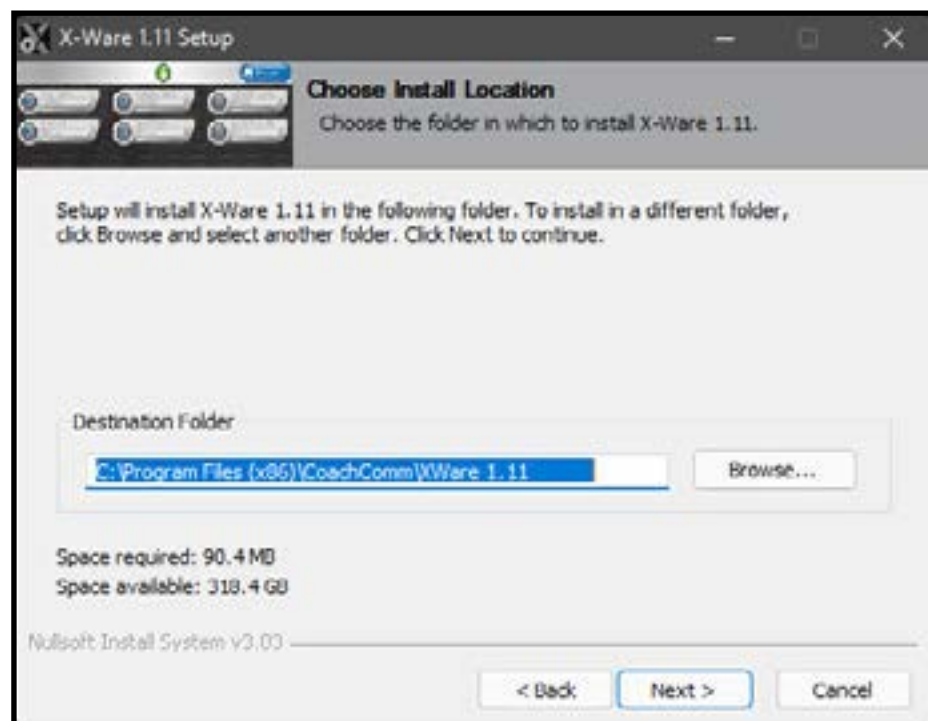 X-Ware 1.11 Setup
Choose Install Location
Choose the folder in which to install X-Ware 1.11.
Setup will install X-Ware 1.11 in the following folder. To install in a different folder,
click Browse and select another folder. Click Next to continue.
Destination Folder
C:\Program Files (x86)\CoachComm\XWare 1.11
Browse...
Space required: 90.4 MB
Space available: 318.4 GB
Nullsoft Install System v3.03
< Back
Next >
Cancel